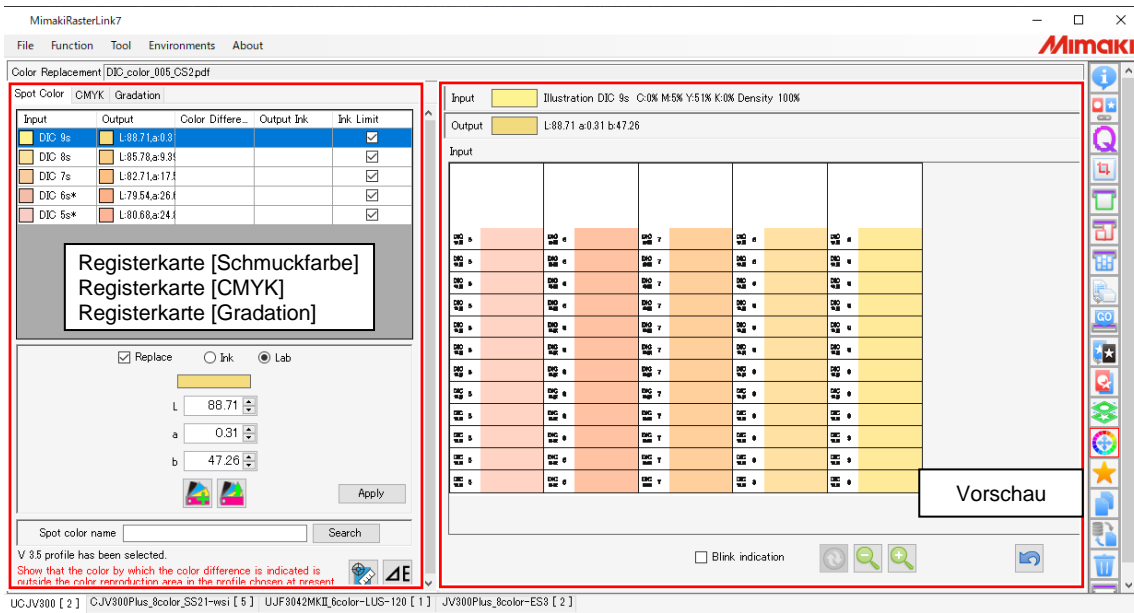 MimakiRasterLink7
File Function Tool Environments About
Mimaki
Color Replacement DIC_color_005_CS2.pdf
Spot Color CMYK Gradation
Input Output Color Differe... Output Ink Ink Limit
DIC 9s L:88.71,a:0.3
DIC 8s L:85.78,a:9.3
DIC 7s L:82.71,a:17.
DIC 6s* L:79.54,a:26.
DIC 5s* L:80.68,a:24.
Registerkarte [Schmuckfarbe]
Registerkarte [CMYK]
Registerkarte [Gradation]
Replace Ink Lab
L 88.71
a 0.31
b 47.26
Apply
Spot color name Search
V 3.5 profile has been selected.
Show that the color by which the color difference is indicated is
outside the color reproduction area in the profile chosen at present
ΔE
Input Illustration DIC 9s C:0% M:5% Y:51% K:0% Density 100%
Output L:88.71 a:0.31 b:47.26
Input
Vorschau
Blink indication
GO
UCJV300 [ 2 ] CJV300Plus_8color_SS21-wsi [ 5 ] UJF3042MKII_6color-LUS-120 [ 1 ] JV300Plus_8color-ES3 [ 2 ]